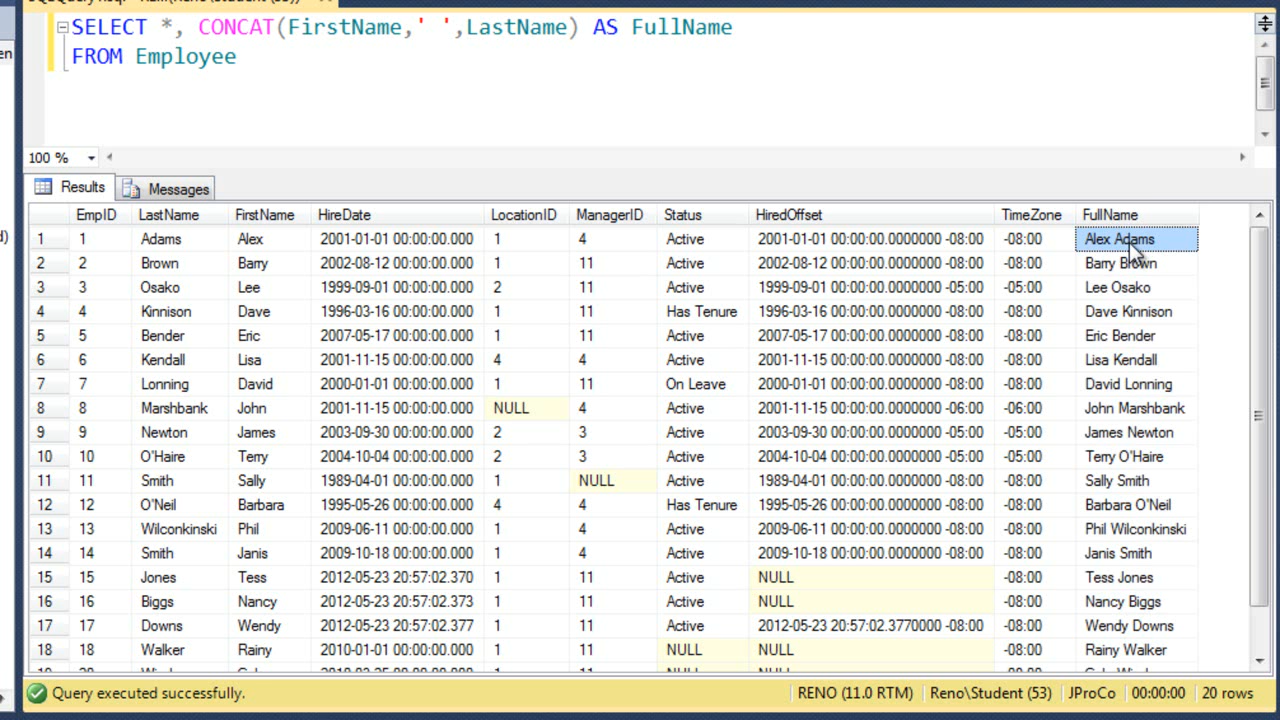 SELECT *, CONCAT(FirstName,' ',LastName) AS FullName
FROM Employee
100 %
Results Messages
EmpID LastName FirstName HireDate LocationID ManagerID Status HiredOffset TimeZone FullName
1 1 Adams Alex 2001-01-01 00:00:00.000 1 4 Active 2001-01-01 00:00:00.0000000 -08:00 -08:00 Alex Adams
2 2 Brown Barry 2002-08-12 00:00:00.000 1 11 Active 2002-08-12 00:00:00.0000000 -08:00 -08:00 Barry Brown
3 3 Osako Lee 1999-09-01 00:00:00.000 2 11 Active 1999-09-01 00:00:00.0000000 -05:00 -05:00 Lee Osako
4 4 Kinnison Dave 1996-03-16 00:00:00.000 1 11 Has Tenure 1996-03-16 00:00:00.0000000 -08:00 -08:00 Dave Kinnison
5 5 Bender Eric 2007-05-17 00:00:00.000 1 11 Active 2007-05-17 00:00:00.0000000 -08:00 -08:00 Eric Bender
6 6 Kendall Lisa 2001-11-15 00:00:00.000 4 4 Active 2001-11-15 00:00:00.0000000 -08:00 -08:00 Lisa Kendall
7 7 Lonning David 2000-01-01 00:00:00.000 1 11 On Leave 2000-01-01 00:00:00.0000000 -08:00 -08:00 David Lonning
8 8 Marshbank John 2001-11-15 00:00:00.000 NULL 4 Active 2001-11-15 00:00:00.0000000 -06:00 -06:00 John Marshbank
9 9 Newton James 2003-09-30 00:00:00.000 2 3 Active 2003-09-30 00:00:00.0000000 -05:00 -05:00 James Newton
10 10 O'Haire Terry 2004-10-04 00:00:00.000 2 3 Active 2004-10-04 00:00:00.0000000 -05:00 -05:00 Terry O'Haire
11 11 Smith Sally 1989-04-01 00:00:00.000 1 NULL Active 1989-04-01 00:00:00.0000000 -08:00 -08:00 Sally Smith
12 12 O'Neil Barbara 1995-05-26 00:00:00.000 4 4 Has Tenure 1995-05-26 00:00:00.0000000 -08:00 -08:00 Barbara O'Neil
13 13 Wilconkinski Phil 2009-06-11 00:00:00.000 1 4 Active 2009-06-11 00:00:00.0000000 -08:00 -08:00 Phil Wilconkinski
14 14 Smith Janis 2009-10-18 00:00:00.000 1 4 Active 2009-10-18 00:00:00.0000000 -08:00 -08:00 Janis Smith
15 15 Jones Tess 2012-05-23 20:57:02.370 1 11 Active NULL -08:00 Tess Jones
16 16 Biggs Nancy 2012-05-23 20:57:02.373 1 11 Active NULL -08:00 Nancy Biggs
17 17 Downs Wendy 2012-05-23 20:57:02.377 1 11 Active 2012-05-23 20:57:02.3770000 -08:00 -08:00 Wendy Downs
18 18 Walker Rainy 2010-01-01 00:00:00.000 1 11 NULL NULL -08:00 Rainy Walker
Query executed successfully. RENO (11.0 RTM) Reno\Student (53) JProCo 00:00:00 20 rows